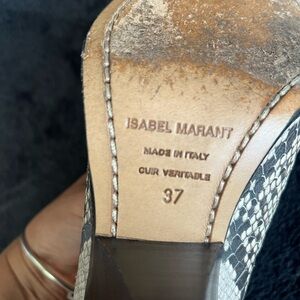 ISABEL MARANT
MADE IN ITALY
CUIR VERITABLE
37